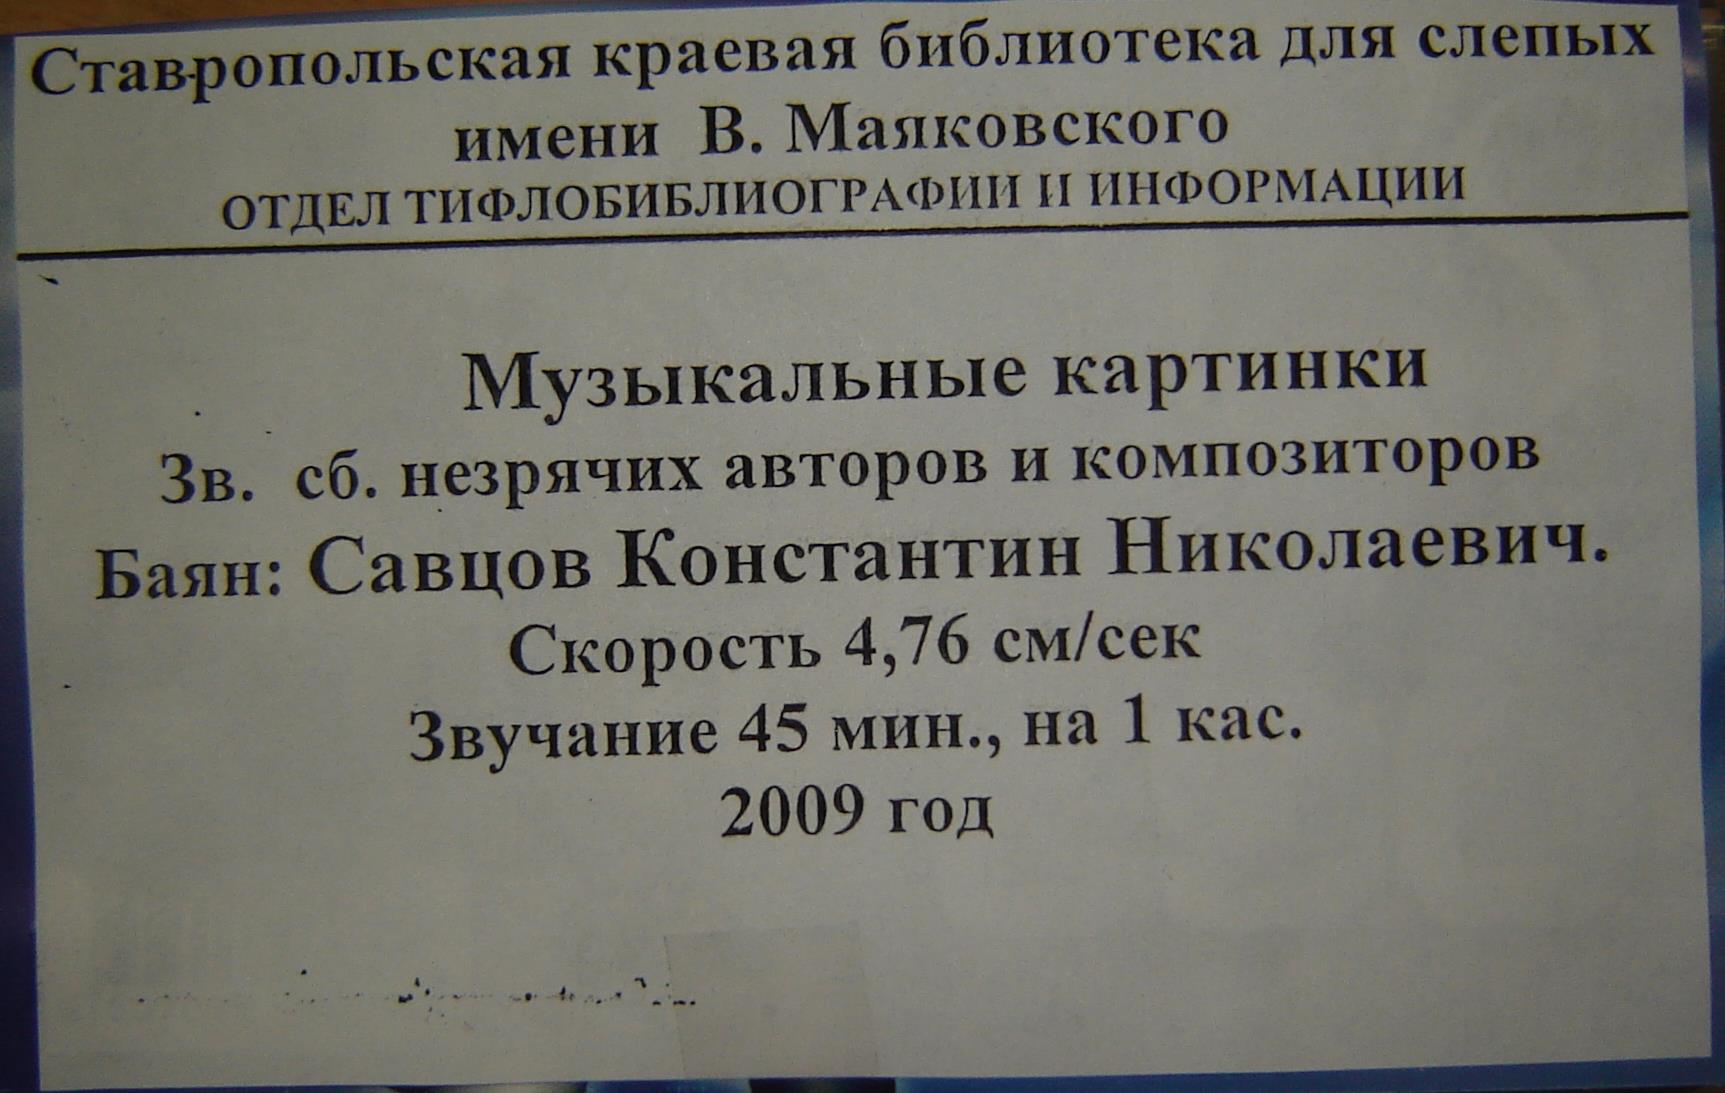 Ставропольская краевая библиотека для слепых
имени В. Маяковского
ОТДЕЛ ТИФЛОБИБЛИОГРАФИИ И ИНФОРМАЦИИ
Музыкальные картинки
Зв. сб. незрячих авторов и композиторов
Баян: Савцов Константин Николаевич.
Скорость 4,76 см/сек
Звучание 45 мин., на 1 кас.
2009 год